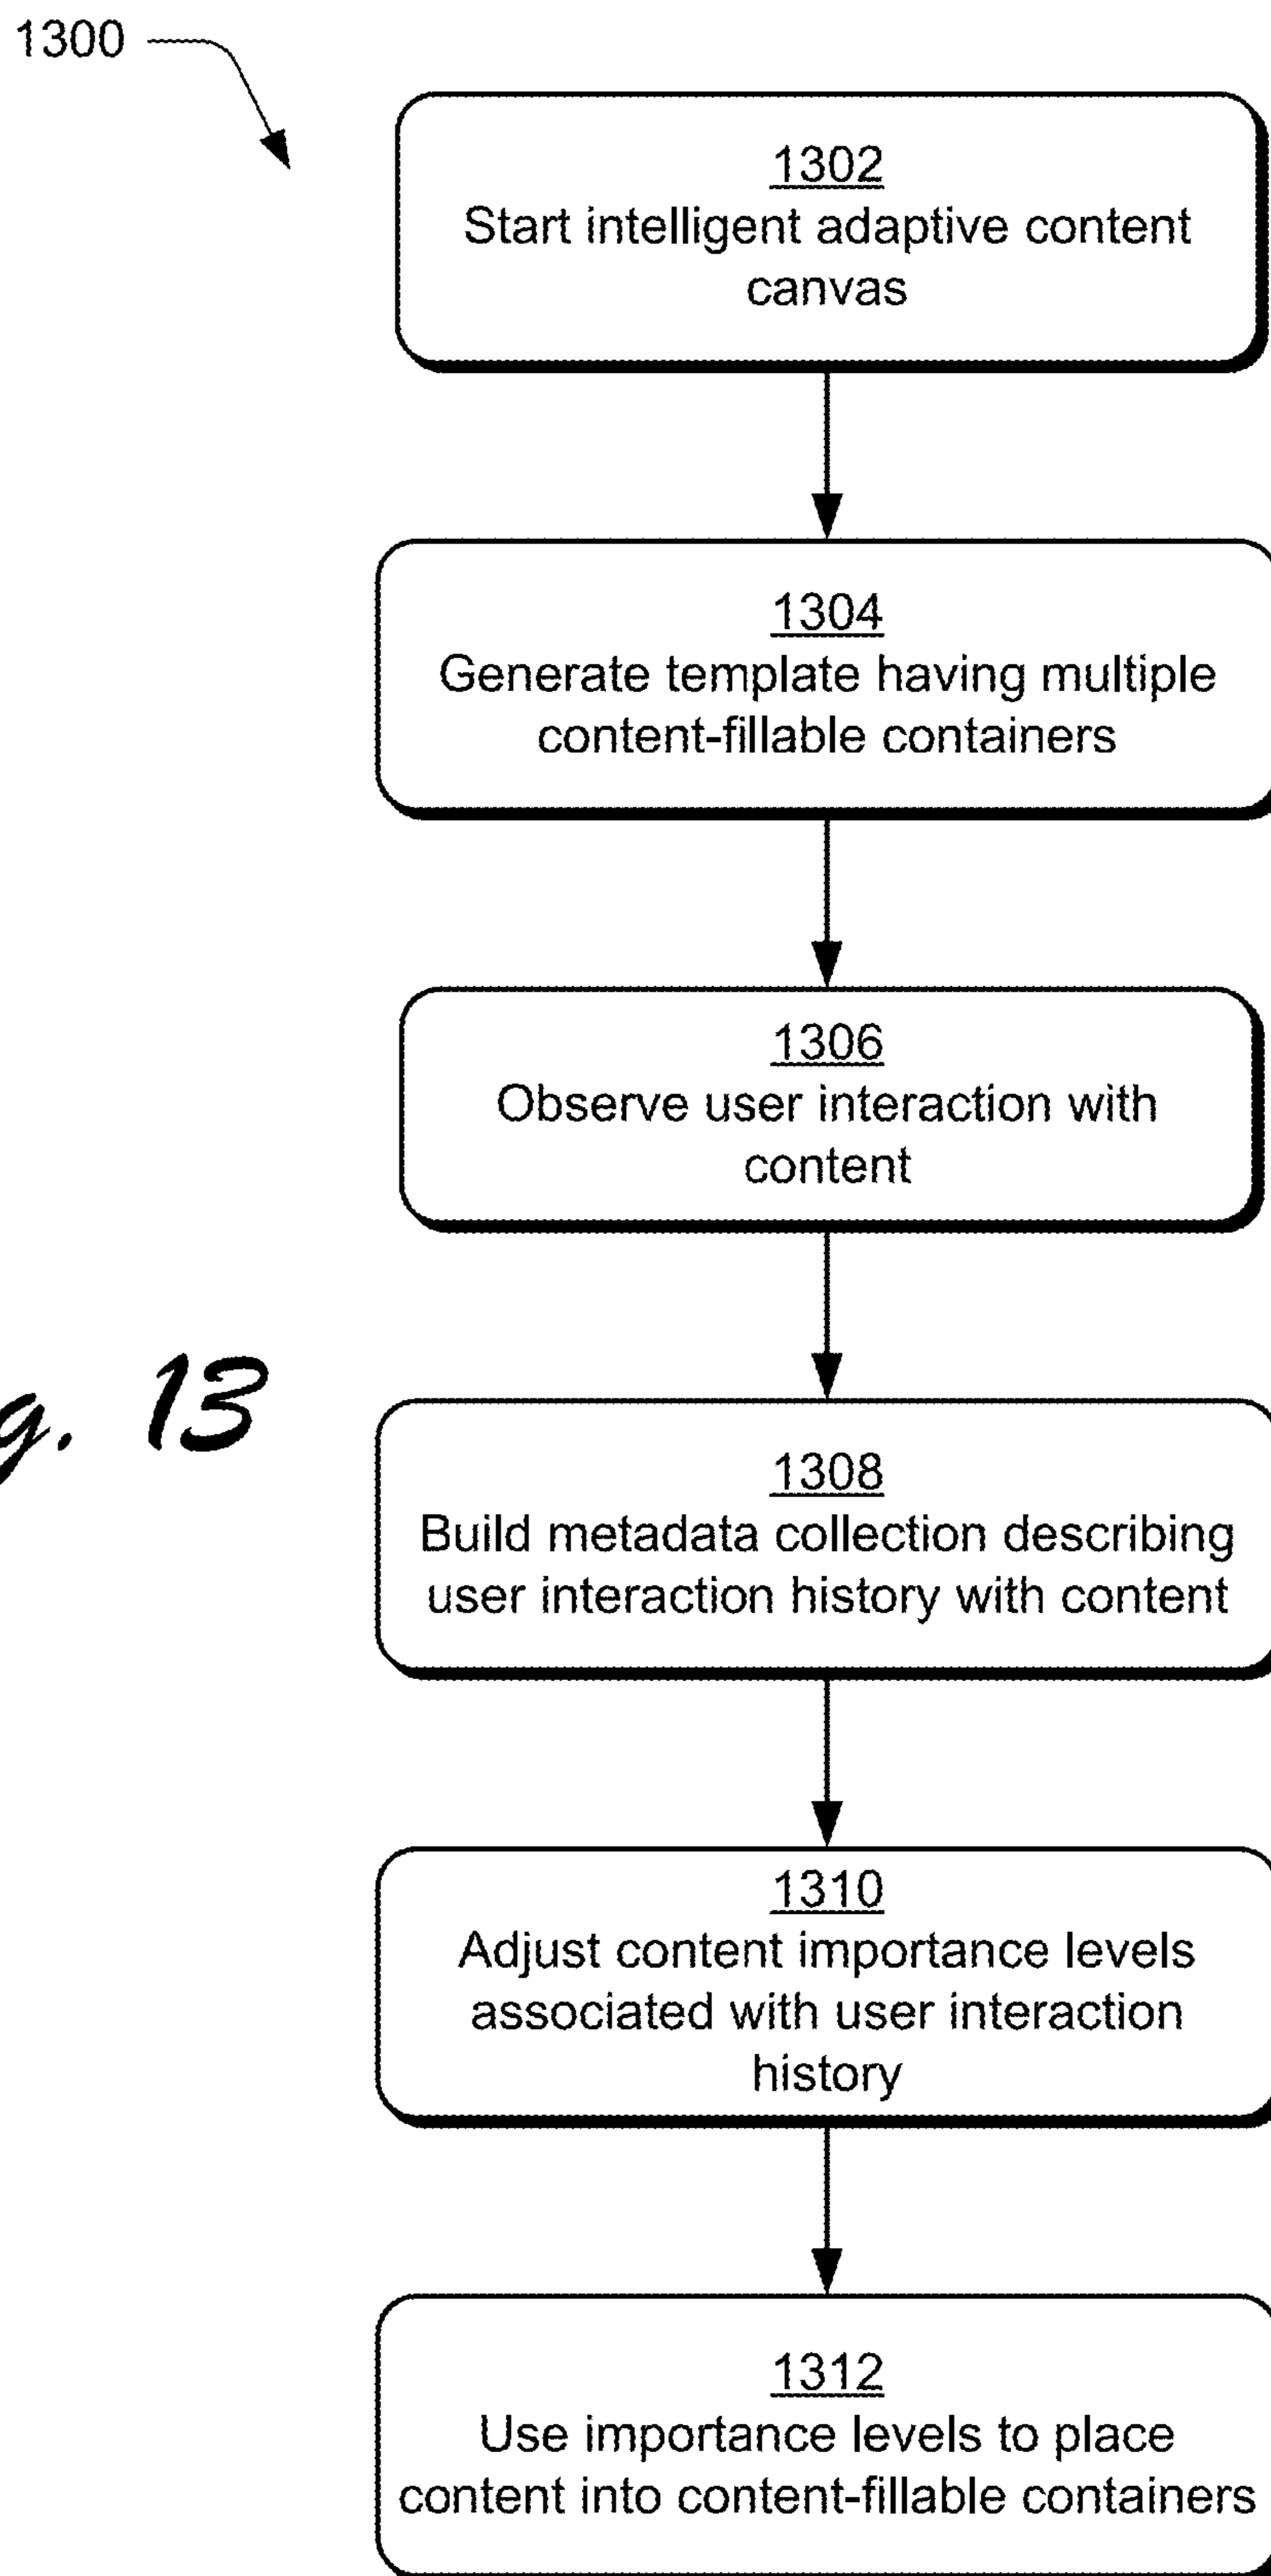 1300
1302
Start intelligent adaptive content
canvas
1304
Generate template having multiple
content-fillable containers
1306
Observe user interaction with
content
g. 13
1308
Build metadata collection describing
user interaction history with content
1310
Adjust content importance levels
associated with user interaction
history
1312
Use importance levels to place
content into content-fillable containers